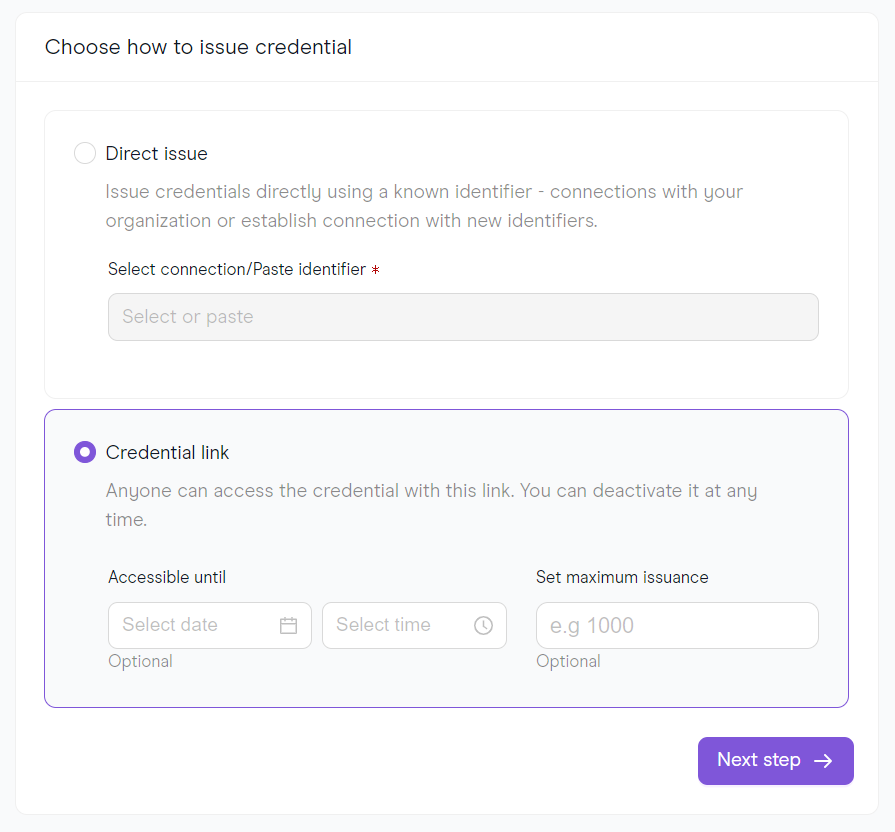 Choose how to issue credential
Direct issue
Issue credentials directly using a known identifier - connections with your
organization or establish connection with new identifiers.
Select connection/Paste identifier *
Select or paste
Credential link
Anyone can access the credential with this link. You can deactivate it at any
time.
Accessible until
Select date
Select time
Optional
Set maximum issuance
e.g 1000
Optional
Next step →